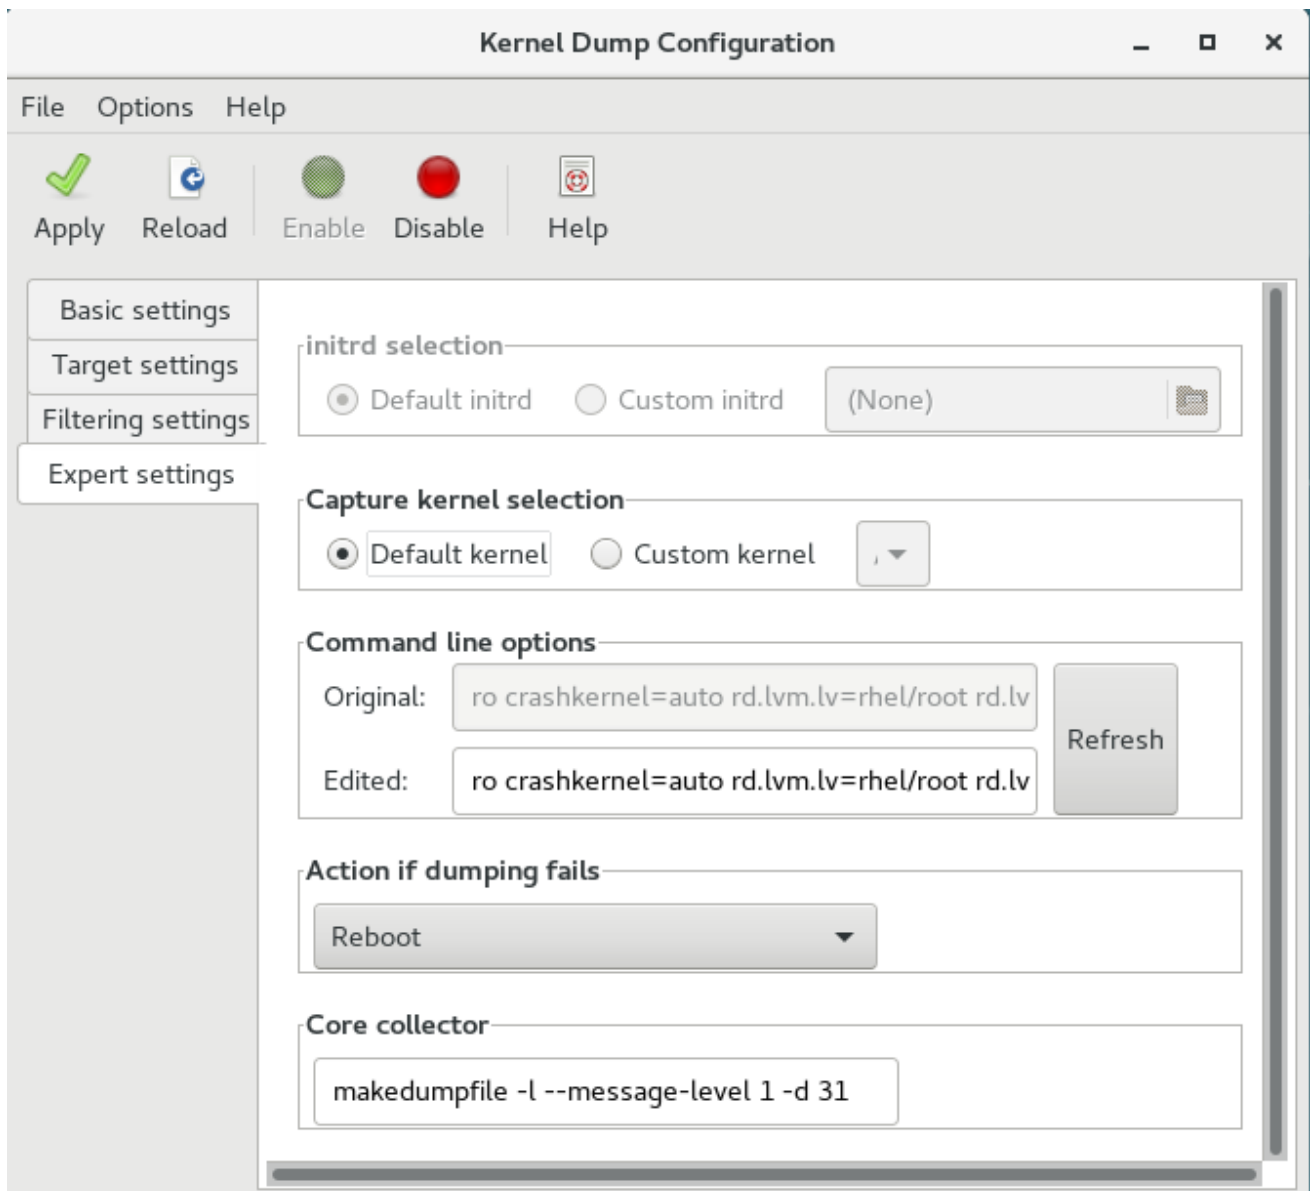 Kernel Dump Configuration
File Options Help
Apply Reload Enable Disable Help
Basic settings
Target settings
Filtering settings
Expert settings
initrd selection
Default initrd Custom initrd (None)
Capture kernel selection
Default kernel Custom kernel
Command line options
Original: ro crashkernel=auto rd.lvm.lv=rhel/root rd.lv
Refresh
Edited: ro crashkernel=auto rd.lvm.lv=rhel/root rd.lv
Action if dumping fails
Reboot
Core collector
makedumpfile -l --message-level 1 -d 31